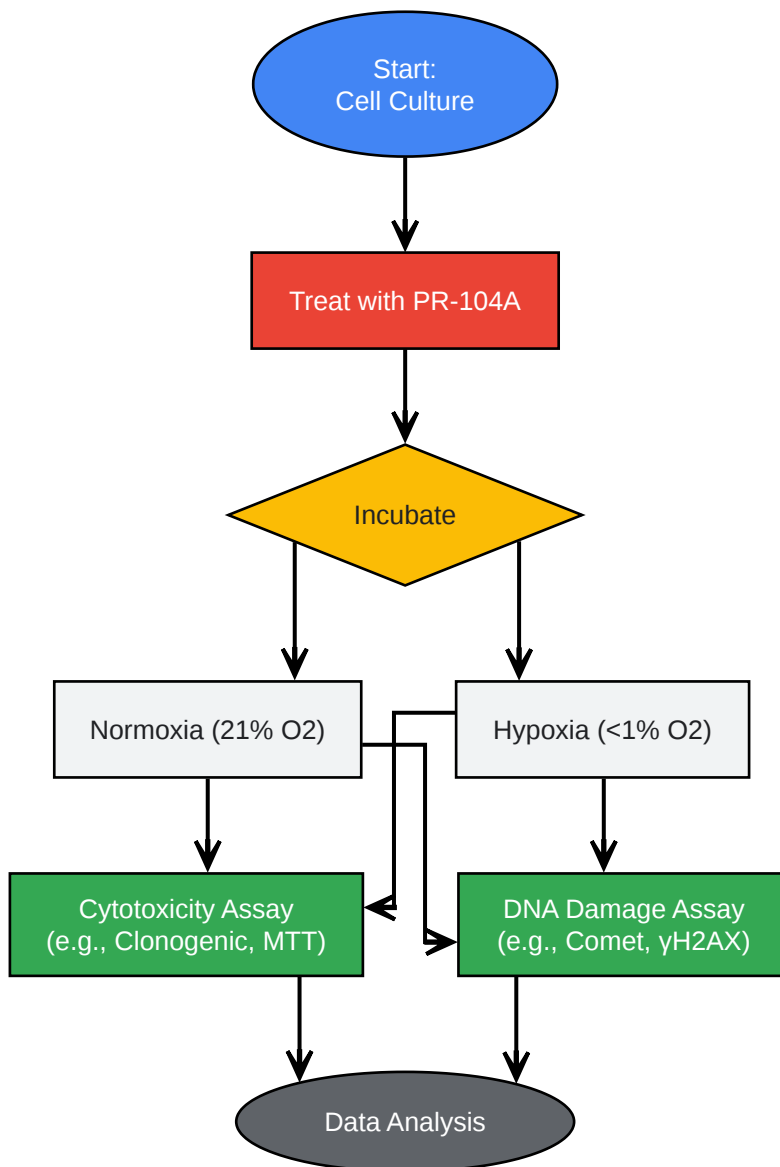 Start:
Cell Culture
Treat with PR-104A
Incubate
Normoxia (21% O2)
Hypoxia (<1% O2)
Cytotoxicity Assay
(e.g., Clonogenic, MTT)
DNA Damage Assay
(e.g., Comet, γH2AX)
Data Analysis